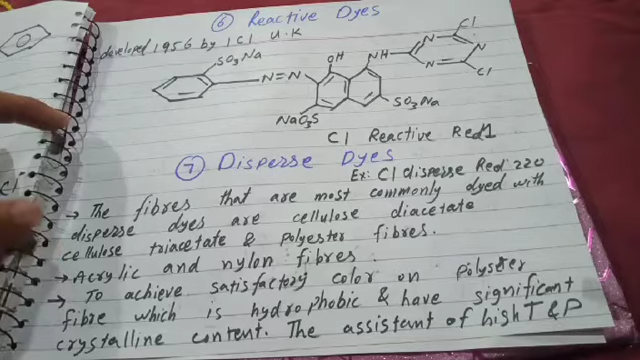 ⑥ Reactive Dyes
developed 1956 by ICI U.K
SO3Na
N=N
OH
NH
N
Cl
N
N
Cl
NaO3S
SO3Na
CI Reactive Red 1
⑦ Disperse Dyes
Ex: CI disperse Red: 220
→ The fibres that are most commonly dyed with
disperse dyes are cellulose diacetate
cellulose triacetate & polyester fibres.
→ Acrylic and nylon fibres.
→ To achieve satisfactory color on polyseter
fibre which is hydrophobic & have significant
crystalline content. The assistant of high T & P